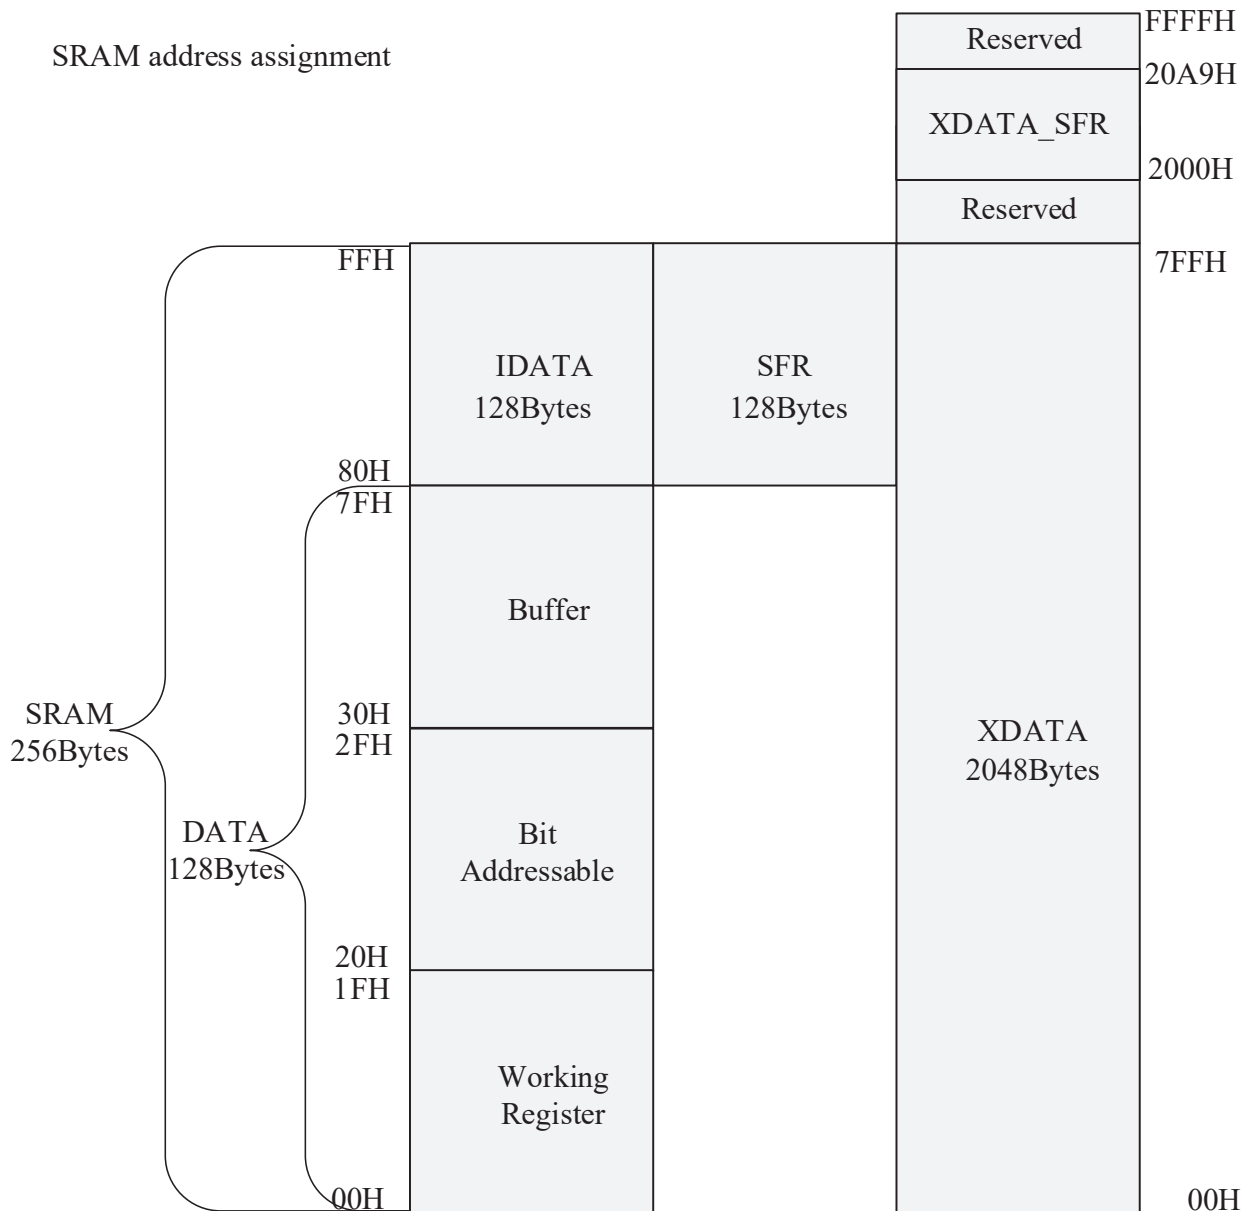 SRAM address assignment
Reserved
FFFFH
20A9H
XDATA_SFR
2000H
Reserved
FFH
7FFH
IDATA
128Bytes
SFR
128Bytes
80H
7FH
Buffer
30H
2FH
SRAM
256Bytes
XDATA
2048Bytes
DATA
128Bytes
Bit
Addressable
20H
1FH
Working
Register
00H
00H